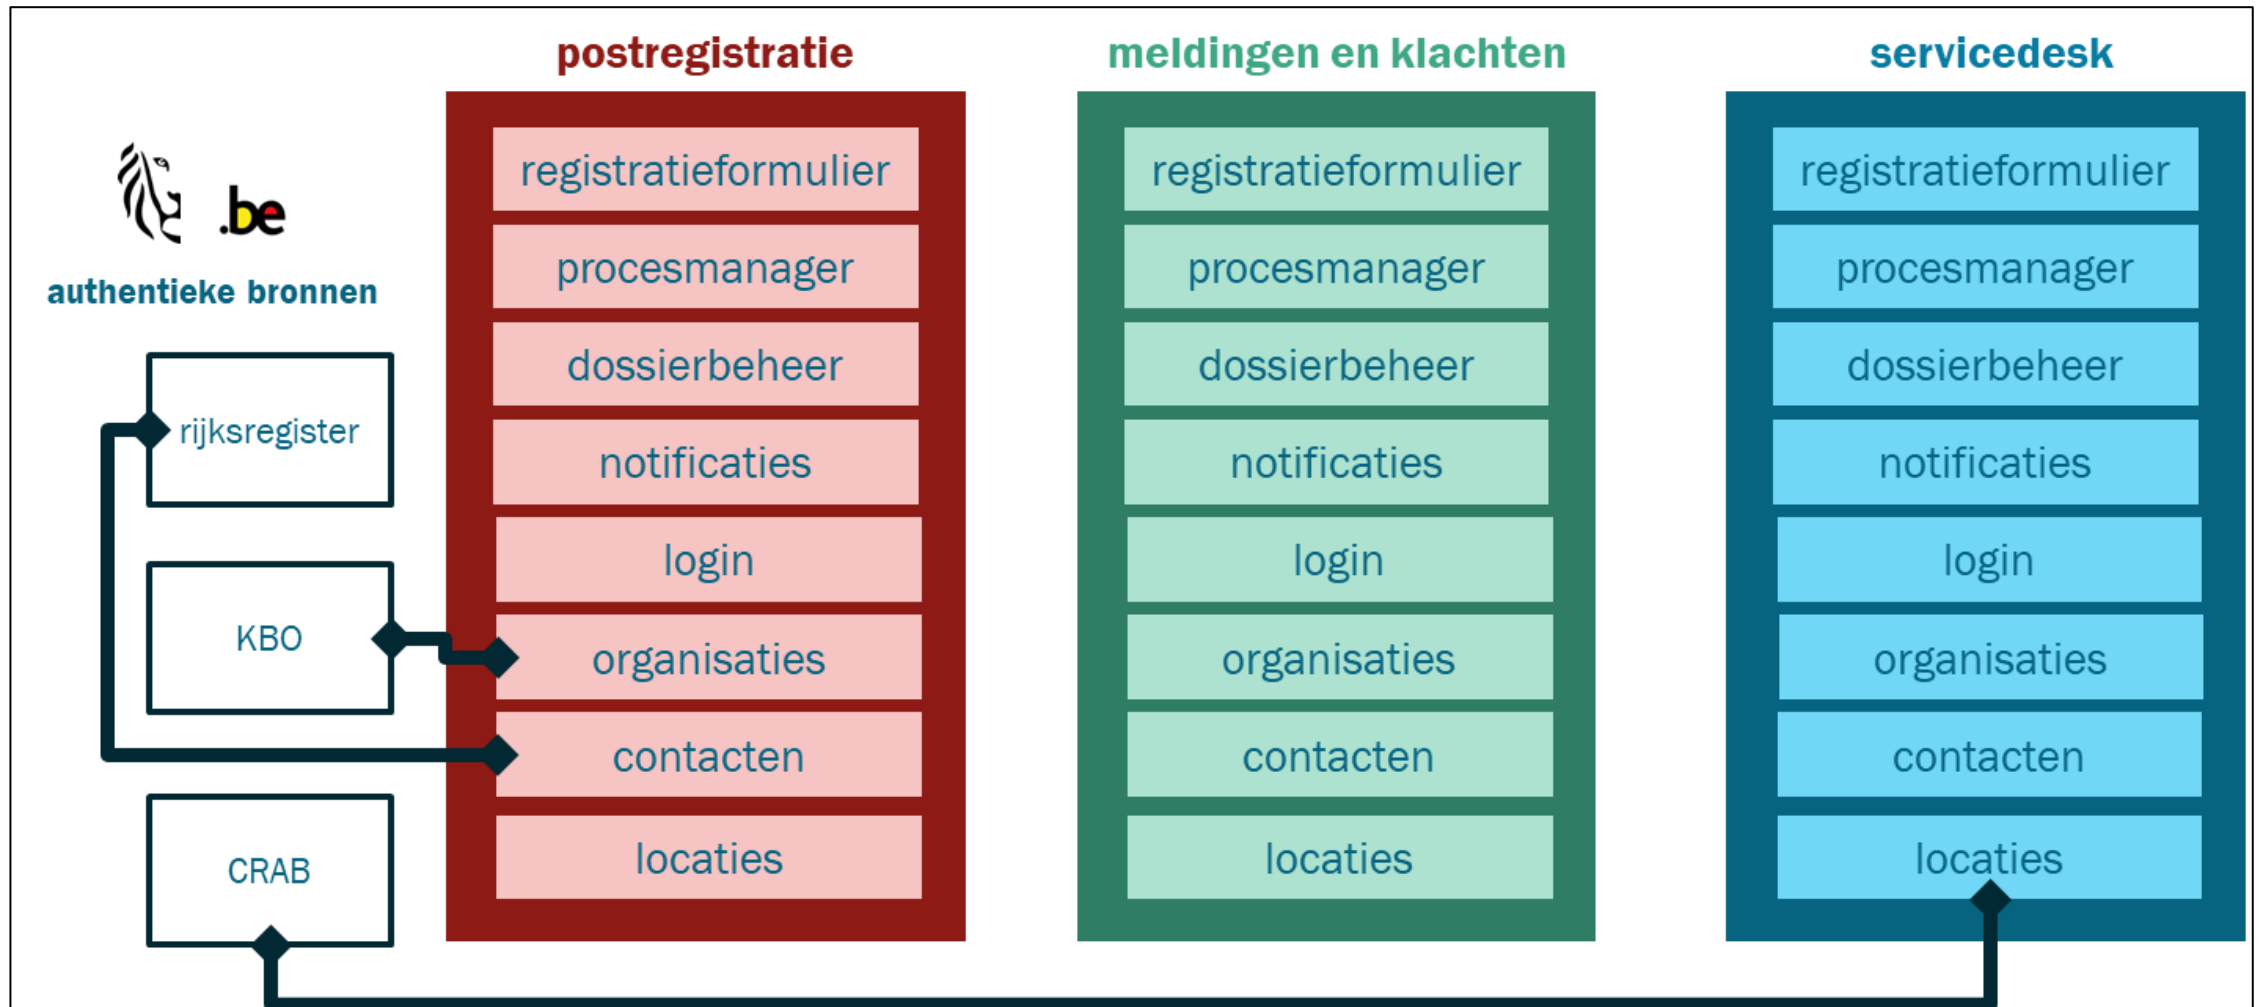 postregistratie
meldingen en klachten
servicedesk
.be
authentieke bronnen
rijksregister
KBO
CRAB
registratieformulier
procesmanager
dossierbeheer
notificaties
login
organisaties
contacten
locaties
registratieformulier
procesmanager
dossierbeheer
notificaties
login
organisaties
contacten
locaties
registratieformulier
procesmanager
dossierbeheer
notificaties
login
organisaties
contacten
locaties